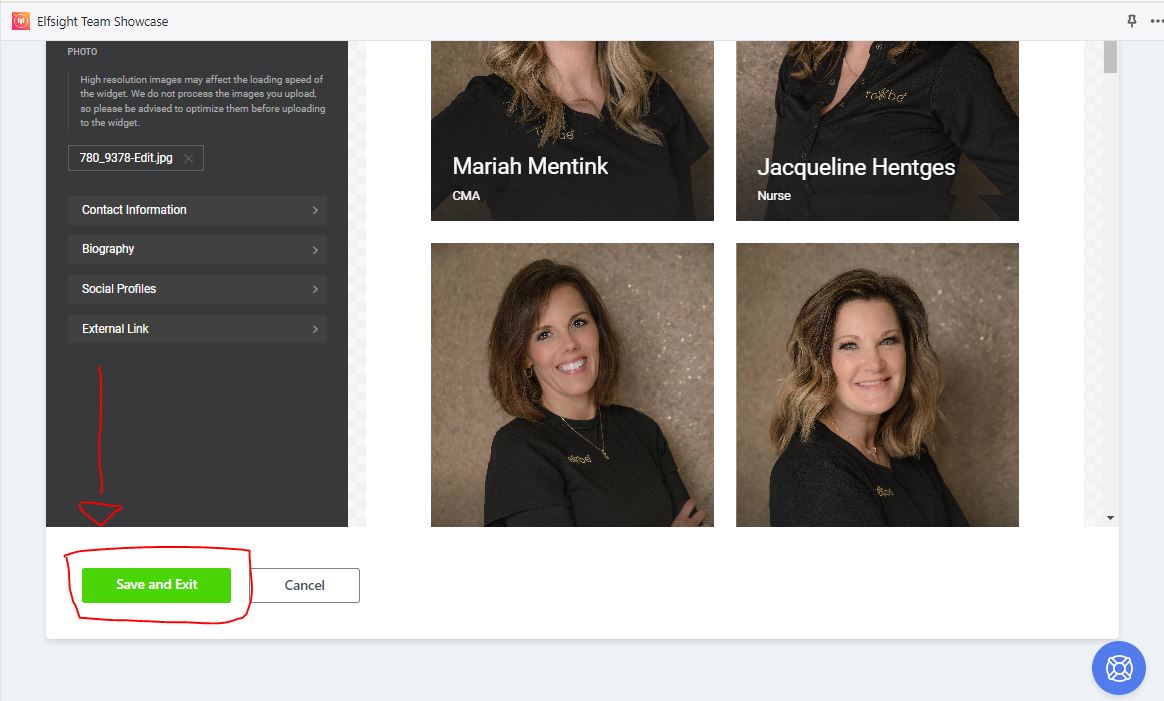 Elfsight Team Showcase
PHOTO
High resolution images may affect the loading speed of
the widget. We do not process the images you upload,
so please be advised to optimize them before uploading
to the widget.
780_9378-Edit.jpg
Contact Information
Biography
Social Profiles
External Link
Mariah Mentink
CMA
Jacqueline Hentges
Nurse
Save and Exit
Cancel